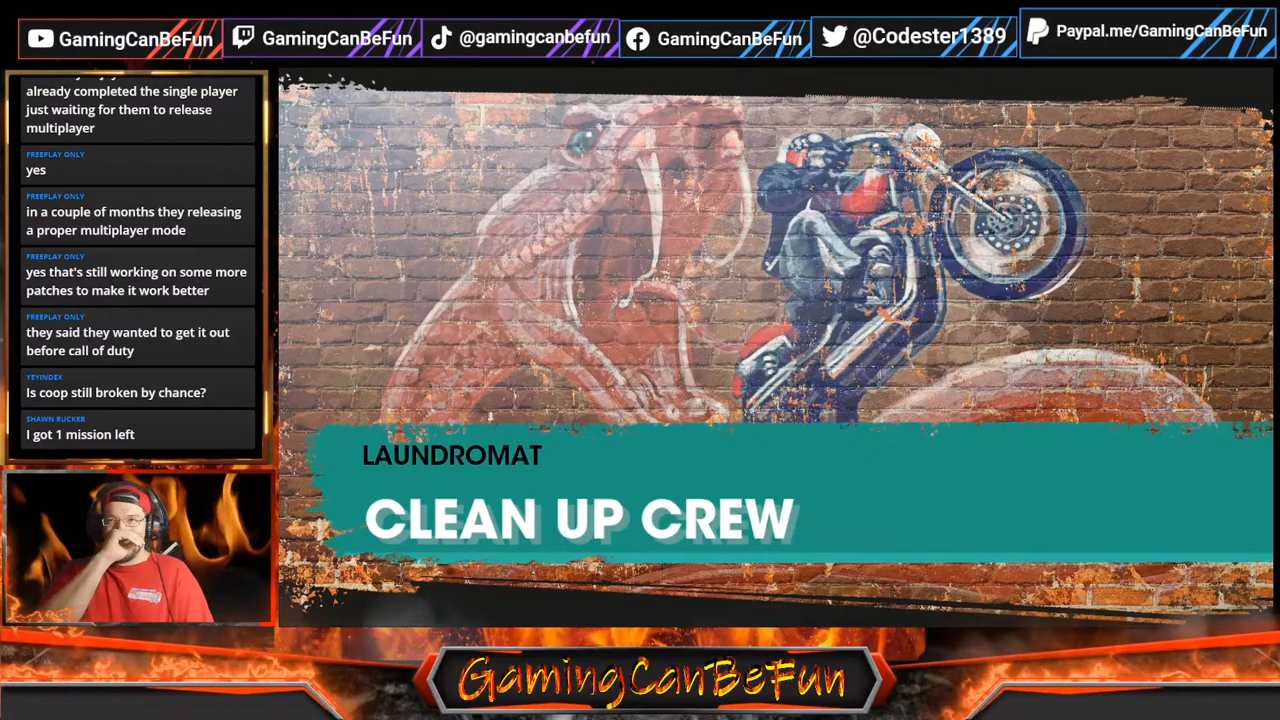 GamingCanBeFun
GamingCanBeFun
@gamingcanbefun
GamingCanBeFun
@Codester1389
Paypal.me/GamingCanBeFun
already completed the single player
just waiting for them to release
multiplayer
FREEPLAY ONLY
yes
FREEPLAY ONLY
in a couple of months they releasing
a proper multiplayer mode
FREEPLAY ONLY
yes that's still working on some more
patches to make it work better
FREEPLAY ONLY
they said they wanted to get it out
before call of duty
YEYINDEX
Is coop still broken by chance?
SHAWN RUCKER
I got 1 mission left
LAUNDROMAT
CLEAN UP CREW
GamingCanBeFun